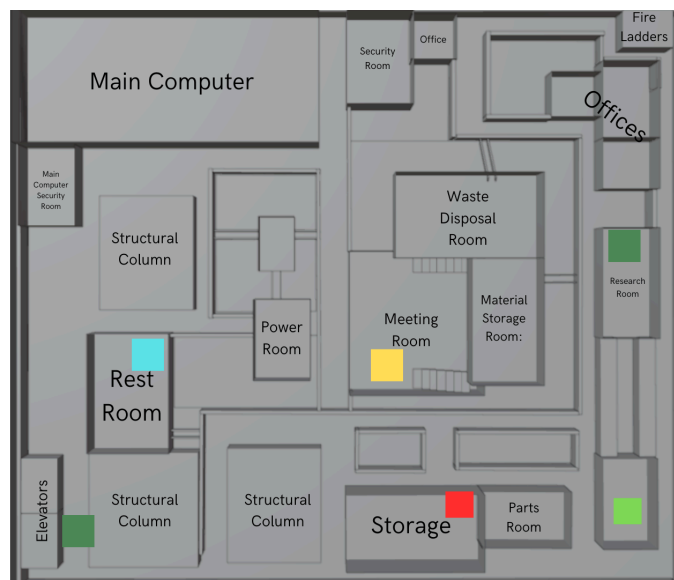 Fire
Ladders
Security
Room
Office
Main Computer
Offices
Main
Computer
Security
Room
Waste
Disposal
Room
Structural
Column
Research
Room
Material
Storage
Room:
Meeting
Room
Power
Room
Rest
Room
Elevators
Structural
Column
Structural
Column
Storage
Parts
Room